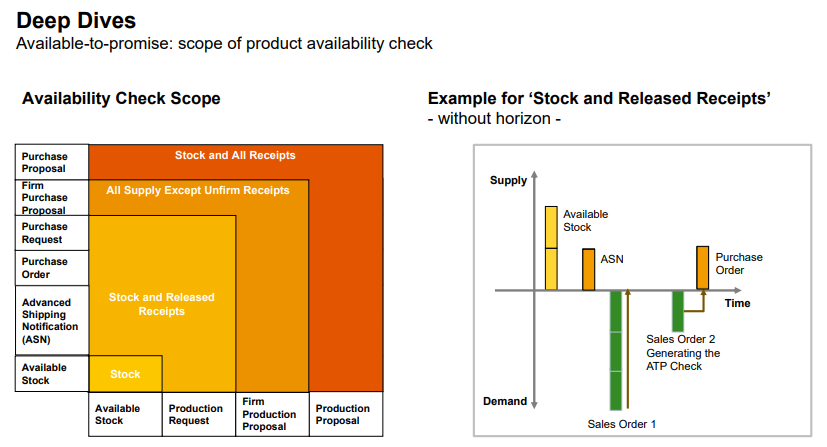 Deep Dives
Available-to-promise: scope of product availability check
Availability Check Scope
Purchase
Proposal
Firm
Purchase
Proposal
Purchase
Request
Purchase
Order
Advanced
Shipping
Notification
(ASN)
Available
Stock
Stock and All Receipts
All Supply Except Unfirm Receipts
Stock and Released
Receipts
Stock
Available
Stock
Production
Request
Firm
Production
Proposal
Production
Proposal
Example for ‘Stock and Released Receipts’
- without horizon -
Supply
Available
Stock
ASN
Purchase
Order
Time
Sales Order 2
Generating the
ATP Check
Demand
Sales Order 1